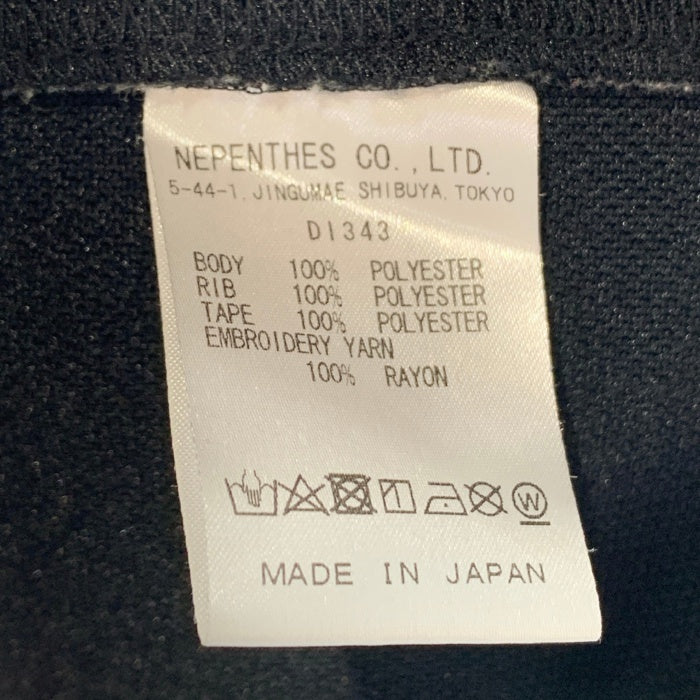 NEPENTHES CO., LTD.
5-44-1, JINGUMAE SHIBUYA, TOKYO
DI343
BODY 100% POLYESTER
RIB 100% POLYESTER
TAPE 100% POLYESTER
EMBROIDERY YARN
100% RAYON
W
MADE IN JAPAN